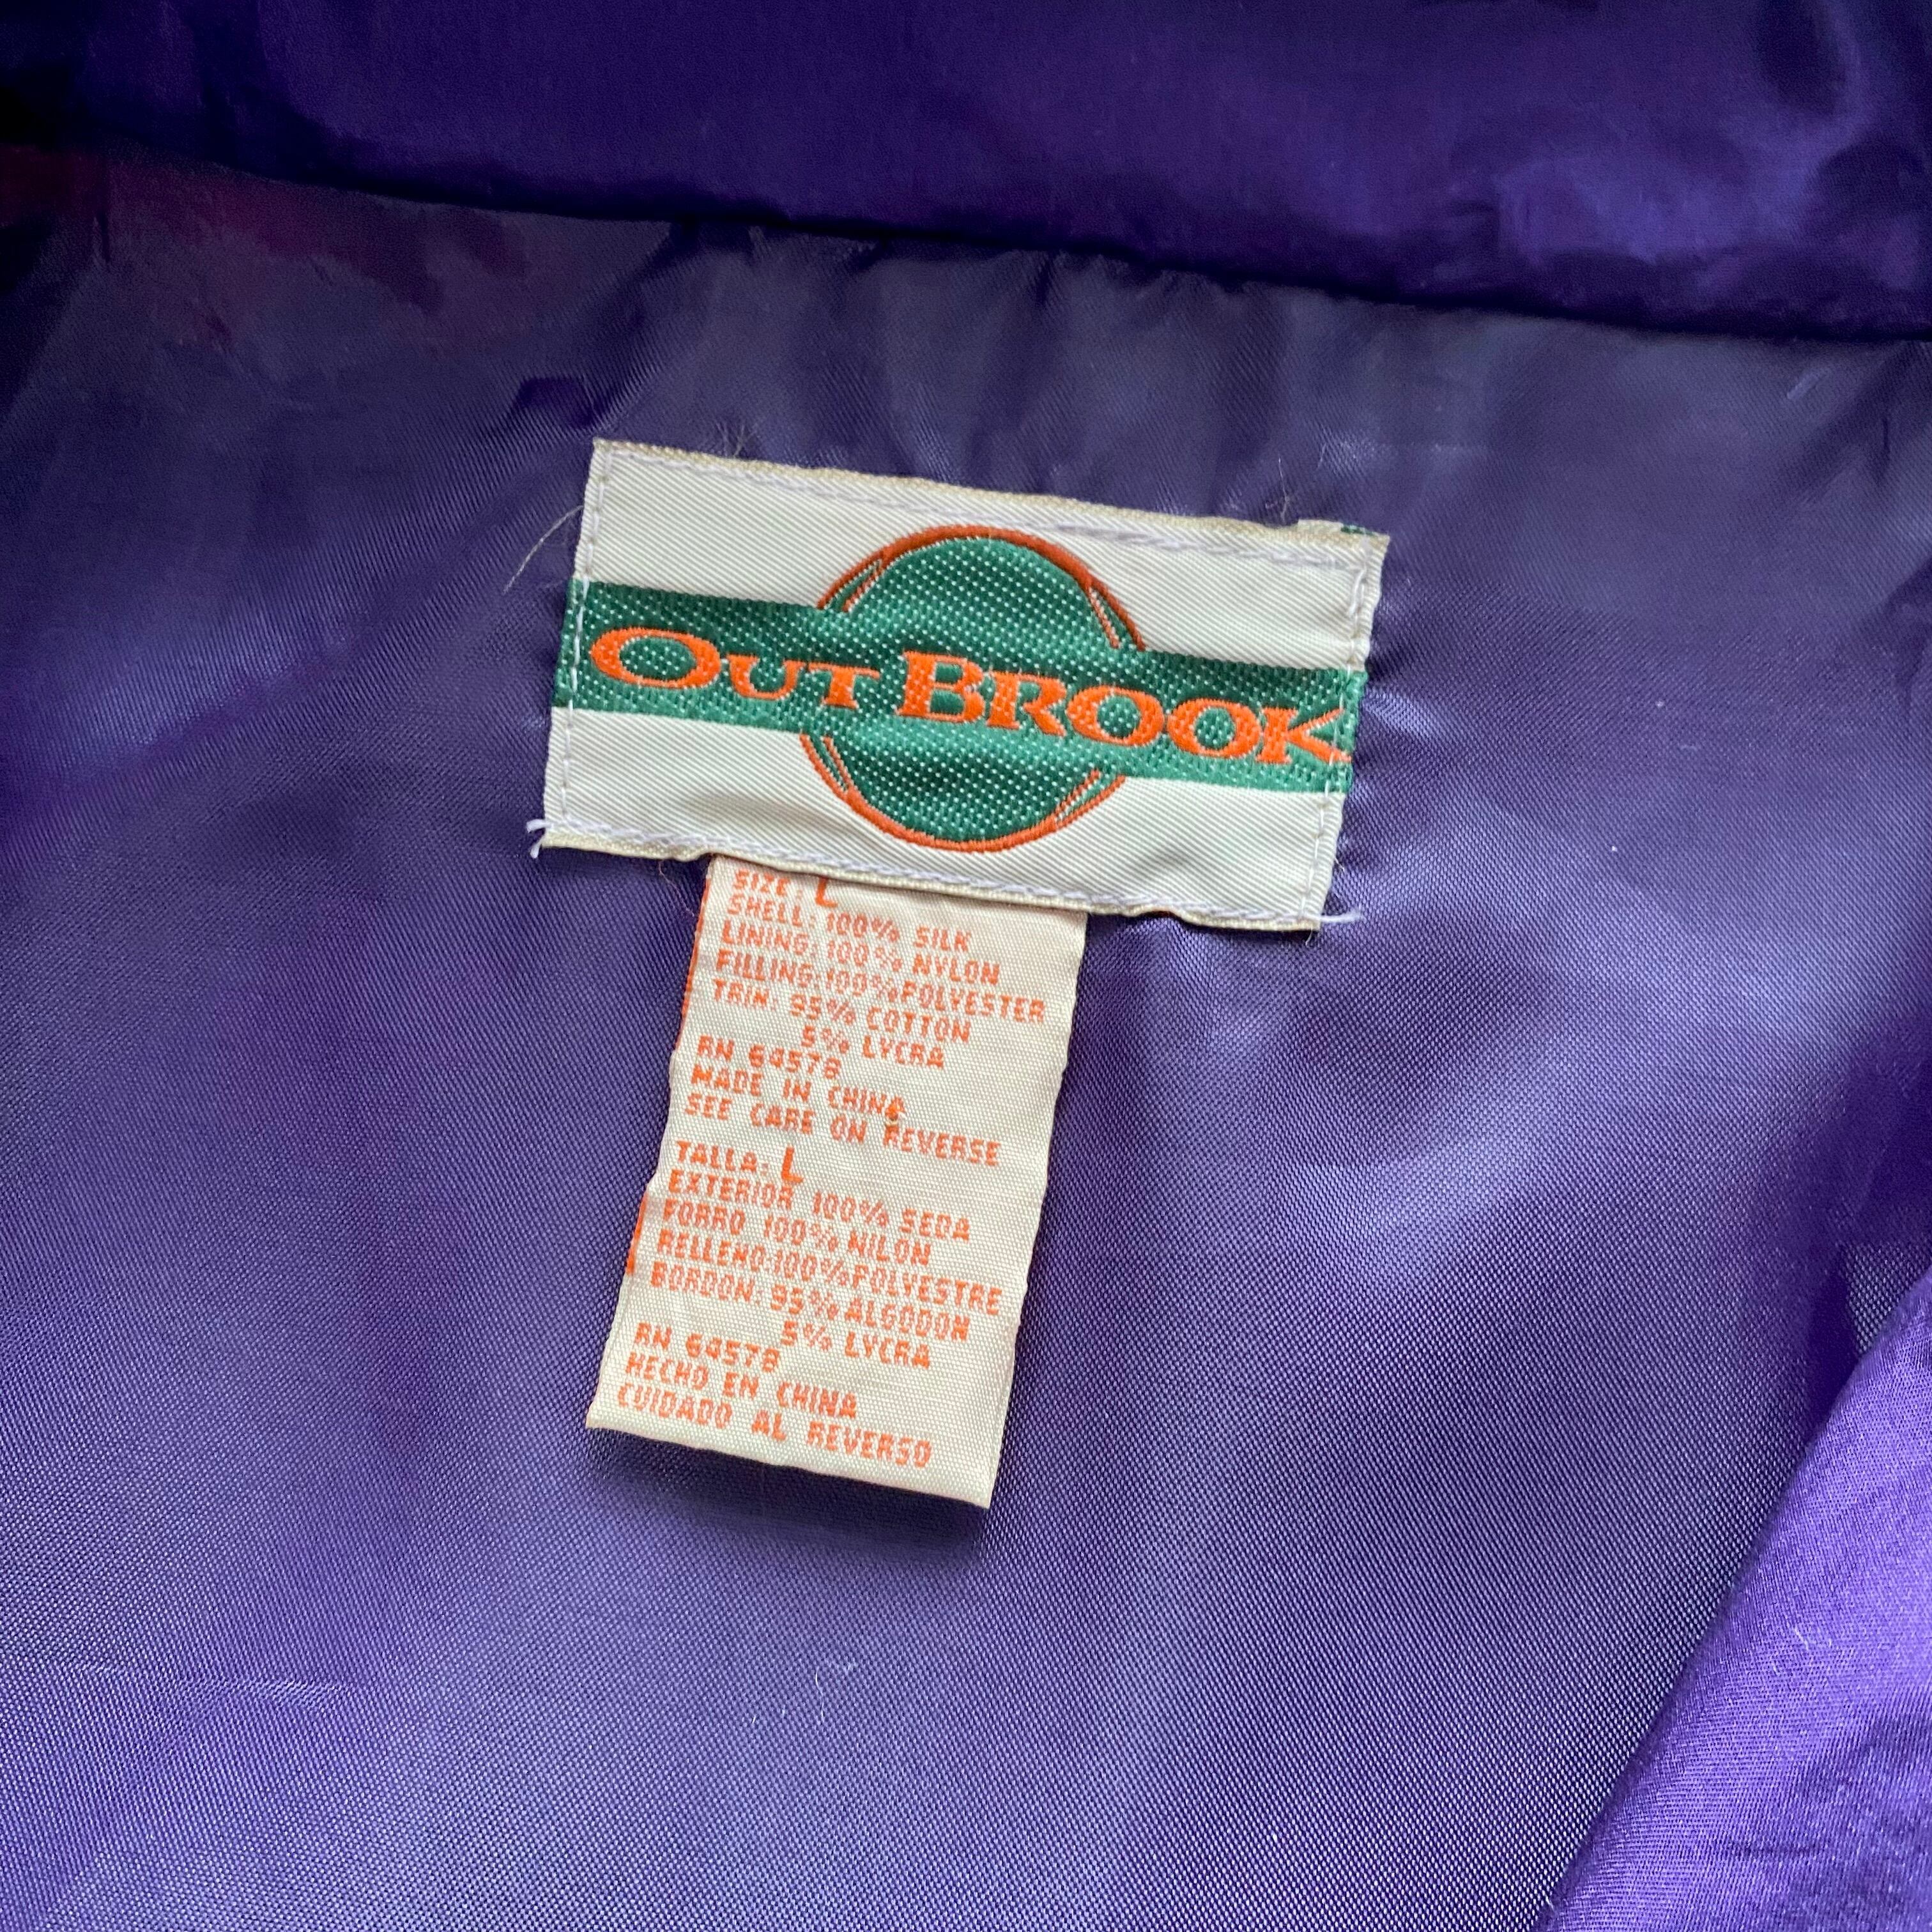 OUT BROOK
SIZE: L
SHELL: 100% SILK
LINING: 100% NYLON
FILLING: 100% POLYESTER
TRIM: 95% COTTON
5% LYCRA
RN 64578
MADE IN CHINA
SEE CARE ON REVERSE
TALLA: L
EXTERIOR 100% SEDA
FORRO 100% NILON
RELLENO: 100% POLYESTRE
BORDON: 95% ALGODON
5% LYCRA
RN 64578
HECHO EN CHINA
CUIDADO AL REVERSO